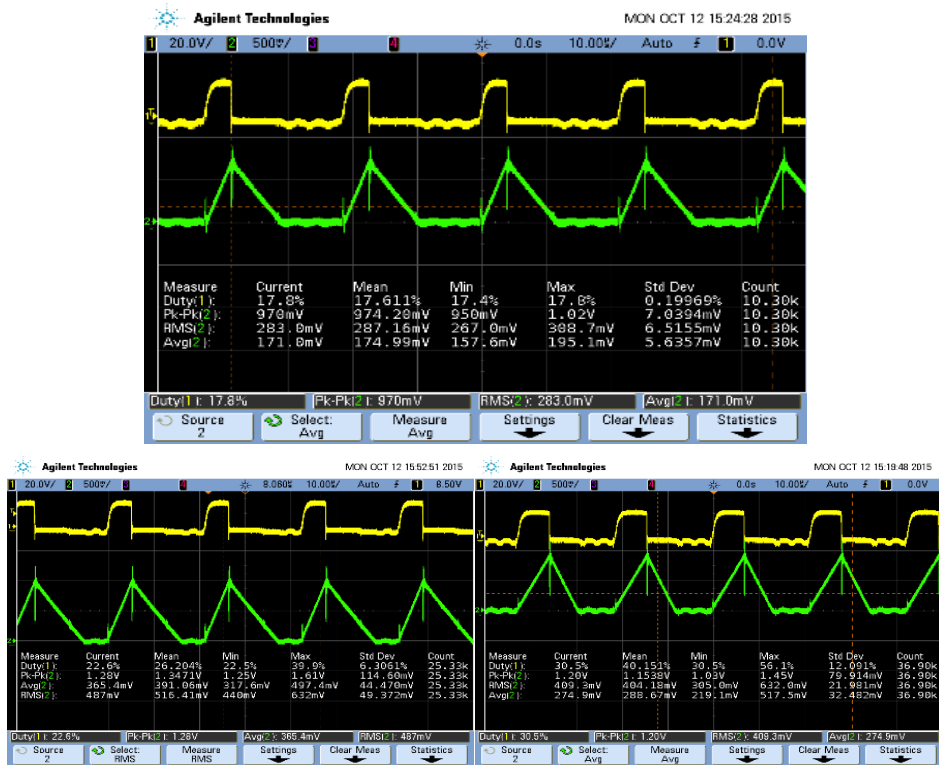 Agilent Technologies MON OCT 12 15:24:28 2015
1 20.0V/ 2 500▽/ 3 4 0.0s 10.00▽/ Auto 1 0.0V
Measure Current Mean Min Max Std Dev Count
Duty(1): 17.8% 17.611% 17.4% 17.8% 0.19969% 10.30k
Pk-Pk(2): 970mV 974.20mV 950mV 1.02V 7.0394mV 10.30k
RMS(2): 283.0mV 287.16mV 267.0mV 308.7mV 6.5155mV 10.30k
Avg(2): 171.0mV 174.99mV 157.6mV 195.1mV 5.6357mV 10.30k
Duty(1): 17.8% Pk-Pk(2): 970mV RMS(2): 283.0mV Avg(2): 171.0mV
Source Select: Measure Settings Clear Meas Statistics
2 Avg Avg
Agilent Technologies MON OCT 12 15:52:51 2015
1 20.0V/ 2 500▽/ 3 4 8.060s 10.00▽/ Auto 1 8.50V
Measure Current Mean Min Max Std Dev Count
Duty(1): 22.6% 26.204% 22.5% 39.9% 6.3061% 25.33k
Pk-Pk(2): 1.28V 1.3471V 1.25V 1.61V 114.60mV 25.33k
Avg(2): 365.4mV 391.06mV 317.6mV 497.4mV 44.470mV 25.33k
RMS(2): 487mV 516.41mV 440mV 632mV 49.372mV 25.33k
Duty(1): 22.6% Pk-Pk(2): 1.28V Avg(2): 365.4mV RMS(2): 487mV
Source Select: Measure Settings Clear Meas Statistics
2 RMS RMS
Agilent Technologies MON OCT 12 15:19:48 2015
1 20.0V/ 2 500▽/ 3 4 0.0s 10.00▽/ Auto 1 0.0V
Measure Current Mean Min Max Std Dev Count
Duty(1): 30.5% 40.151% 30.5% 56.1% 12.091% 36.90k
Pk-Pk(2): 1.20V 1.1538V 1.03V 1.45V 79.914mV 36.90k
RMS(2): 409.3mV 404.18mV 305.0mV 632.0mV 21.981mV 36.90k
Avg(2): 274.9mV 288.67mV 219.1mV 517.5mV 32.482mV 36.90k
Duty(1): 30.5% Pk-Pk(2): 1.20V RMS(2): 409.3mV Avg(2): 274.9mV
Source Select: Measure Settings Clear Meas Statistics
2 Avg Avg